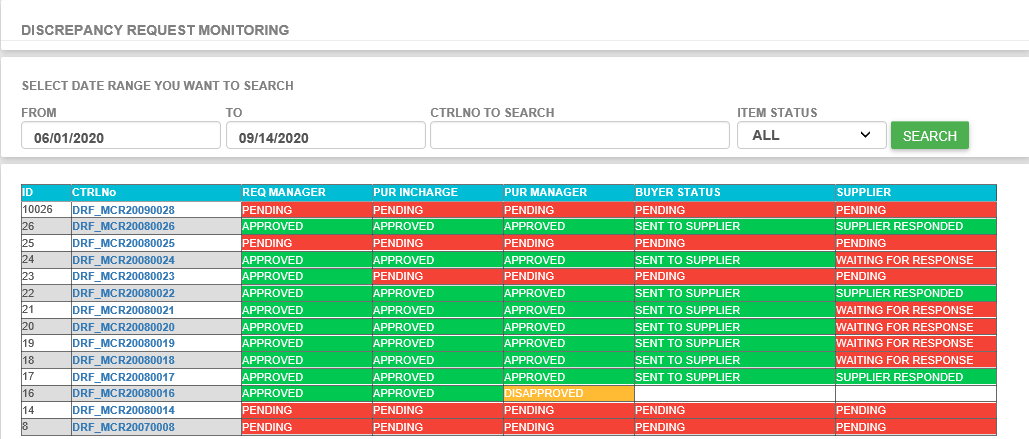 DISCREPANCY REQUEST MONITORING
SELECT DATE RANGE YOU WANT TO SEARCH
FROM TO CTRLNO TO SEARCH ITEM STATUS
06/01/2020 09/14/2020 ALL SEARCH
ID CTRLNo REQ MANAGER PUR INCHARGE PUR MANAGER BUYER STATUS SUPPLIER
10026 DRF_MCR20090028 PENDING PENDING PENDING PENDING PENDING
26 DRF_MCR20080026 APPROVED APPROVED APPROVED SENT TO SUPPLIER SUPPLIER RESPONDED
25 DRF_MCR20080025 PENDING PENDING PENDING PENDING PENDING
24 DRF_MCR20080024 APPROVED APPROVED APPROVED SENT TO SUPPLIER WAITING FOR RESPONSE
23 DRF_MCR20080023 APPROVED PENDING PENDING PENDING PENDING
22 DRF_MCR20080022 APPROVED APPROVED APPROVED SENT TO SUPPLIER SUPPLIER RESPONDED
21 DRF_MCR20080021 APPROVED APPROVED APPROVED SENT TO SUPPLIER WAITING FOR RESPONSE
20 DRF_MCR20080020 APPROVED APPROVED APPROVED SENT TO SUPPLIER WAITING FOR RESPONSE
19 DRF_MCR20080019 APPROVED APPROVED APPROVED SENT TO SUPPLIER WAITING FOR RESPONSE
18 DRF_MCR20080018 APPROVED APPROVED APPROVED SENT TO SUPPLIER WAITING FOR RESPONSE
17 DRF_MCR20080017 APPROVED APPROVED APPROVED SENT TO SUPPLIER SUPPLIER RESPONDED
16 DRF_MCR20080016 APPROVED APPROVED DISAPPROVED
14 DRF_MCR20080014 PENDING PENDING PENDING PENDING PENDING
8 DRF_MCR20070008 PENDING PENDING PENDING PENDING PENDING